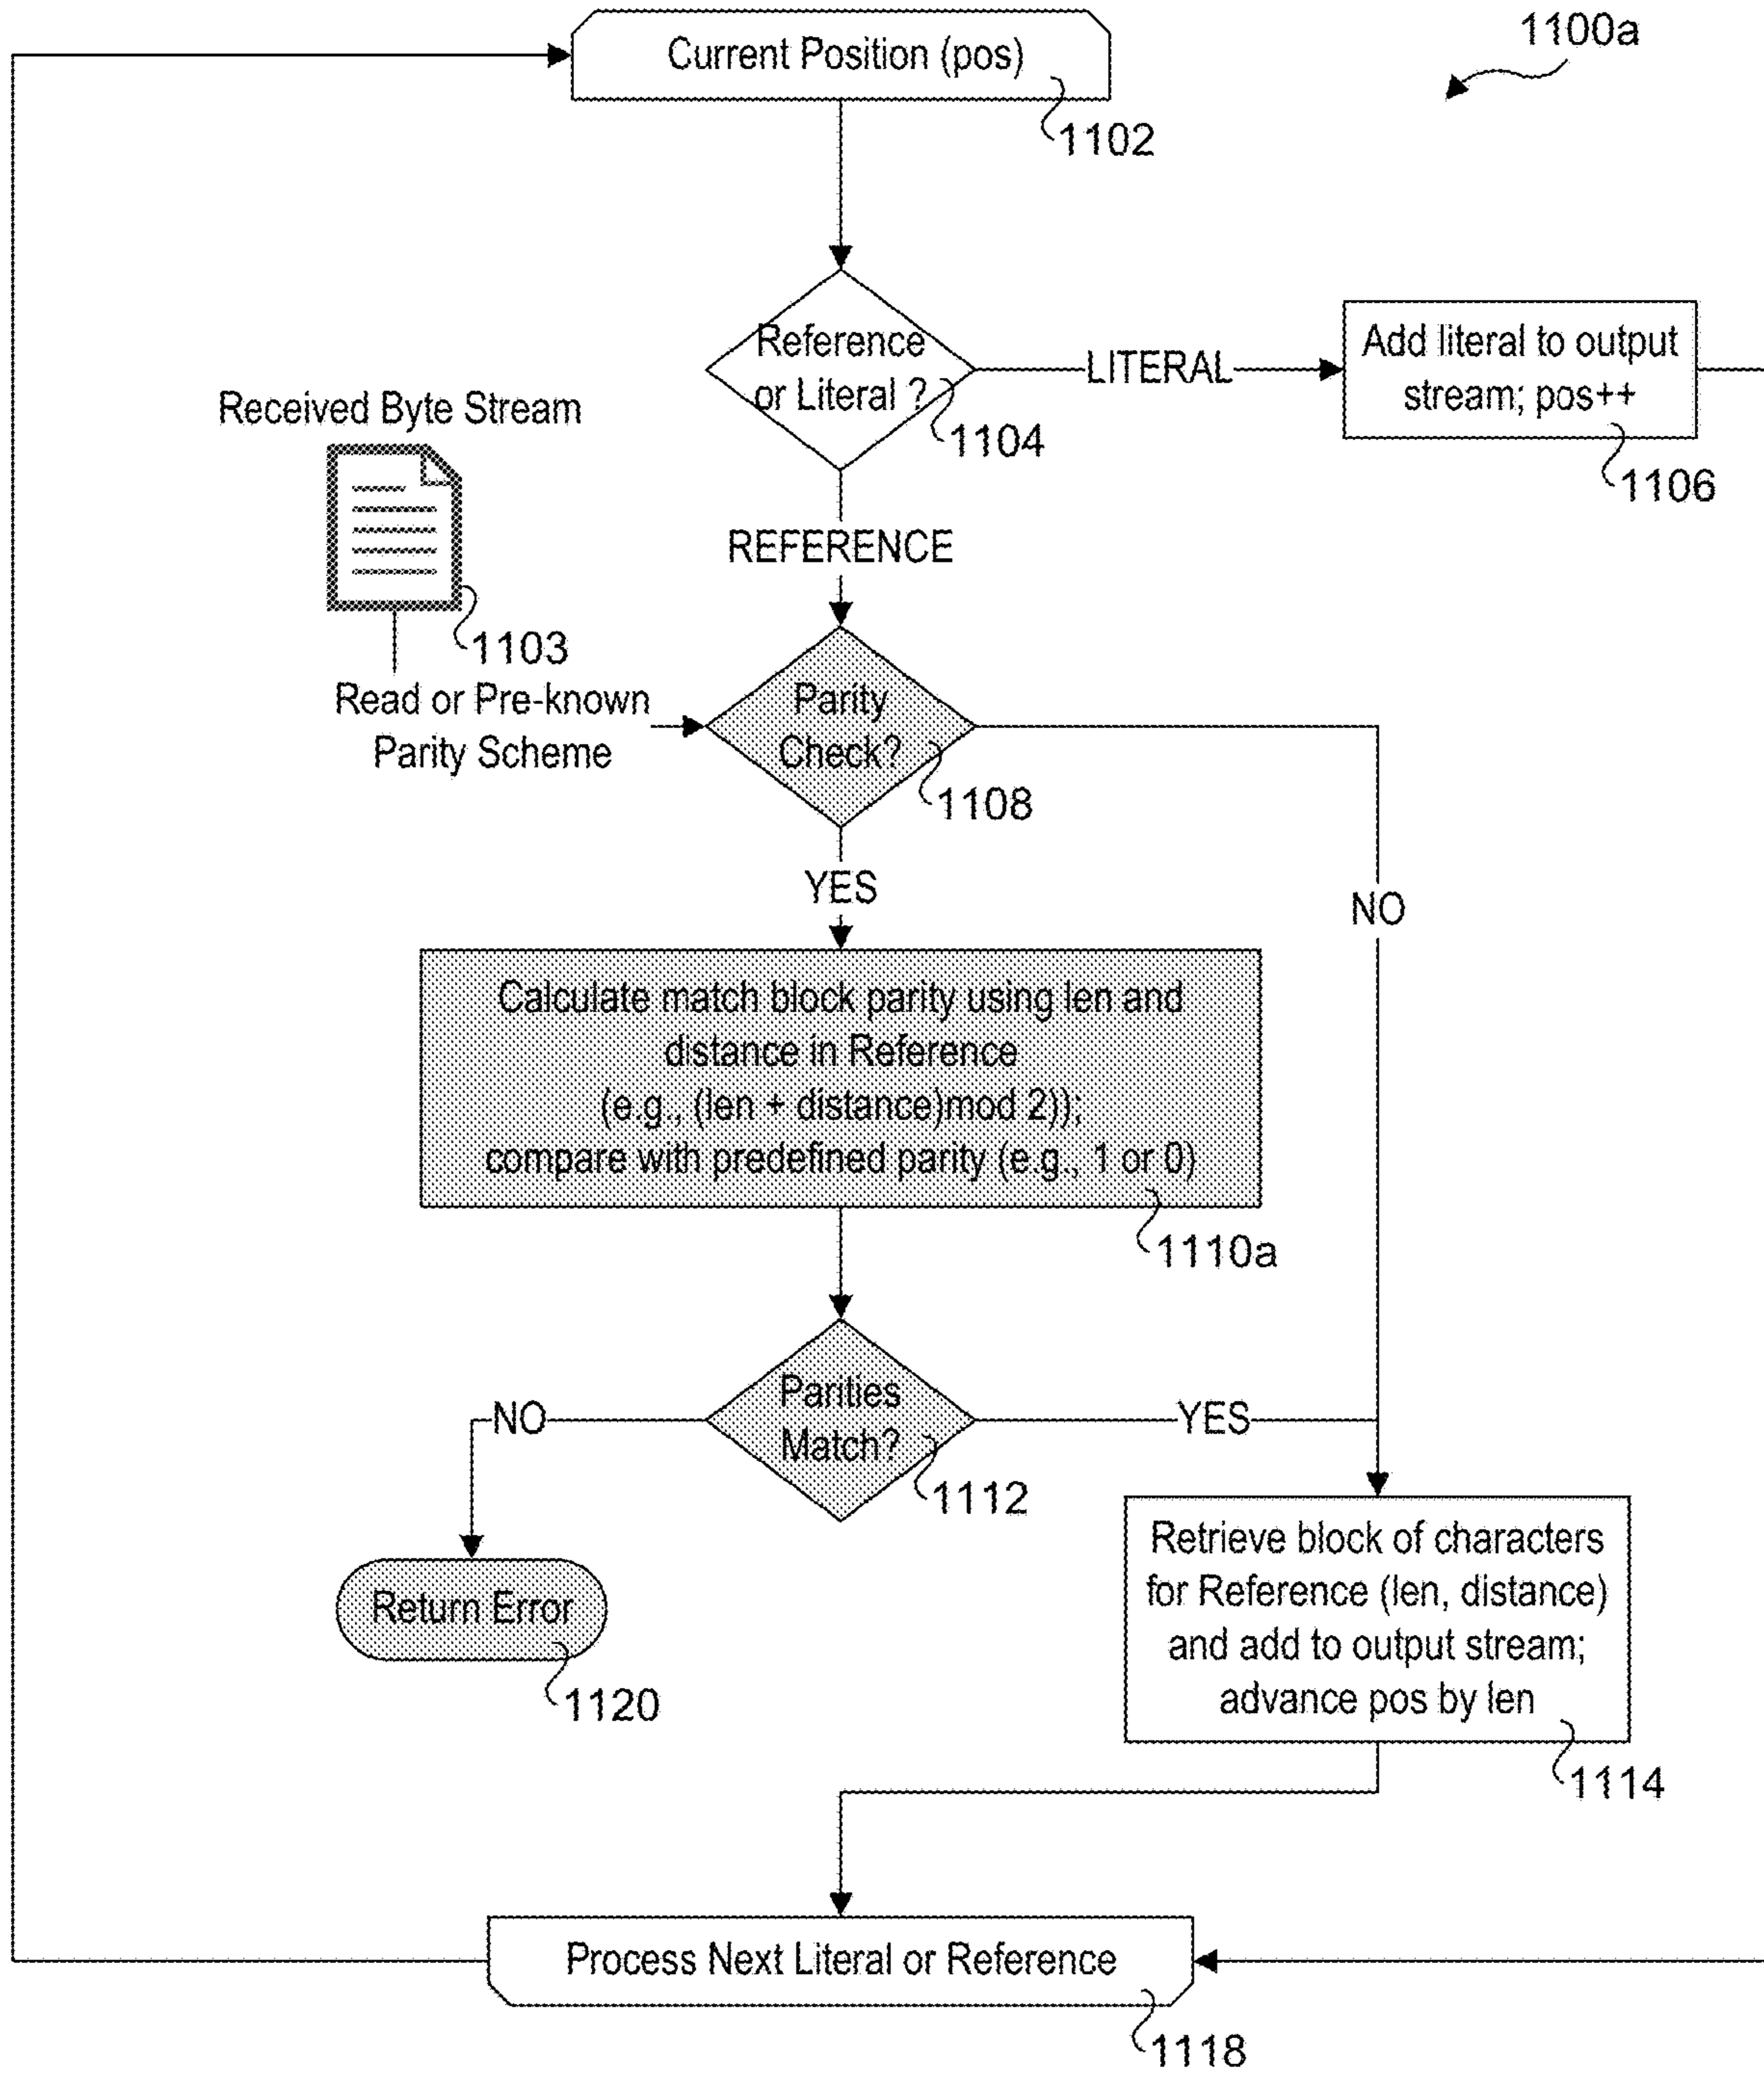 1100a
Current Position (pos)
1102
Reference
or Literal ?
1104
LITERAL
Add literal to output
stream; pos++
1106
Received Byte Stream
1103
REFERENCE
Read or Pre-known
Parity Scheme
Parity
Check?
1108
YES
NO
Calculate match block parity using len and
distance in Reference
(e.g., (len + distance)mod 2));
compare with predefined parity (e.g., 1 or 0)
1110a
Parities
Match?
1112
NO
YES
Return Error
1120
Retrieve block of characters
for Reference (len, distance)
and add to output stream;
advance pos by len
1114
Process Next Literal or Reference
1118